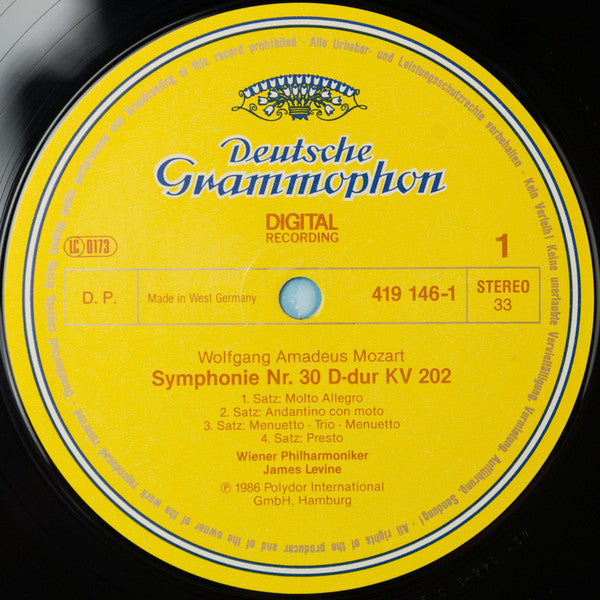 Deutsche
Grammophon
DIGITAL
RECORDING
1
LC 0173
D. P.
Made in West Germany
419 146-1
STEREO
33
Wolfgang Amadeus Mozart
Symphonie Nr. 30 D-dur KV 202
1. Satz: Molto Allegro
2. Satz: Andantino con moto
3. Satz: Menuetto - Trio - Menuetto
4. Satz: Presto
Wiener Philharmoniker
James Levine
℗ 1986 Polydor International
GmbH, Hamburg
Alle Urheber- und Leistungsschutzrechte vorbehalten · Kein Verleih! Keine unerlaubte Vervielfältigung, Vermietung, Aufführung, Sendung! · All rights of the producer and of the owner of the work reproduced reserved. of this record prohibited ·